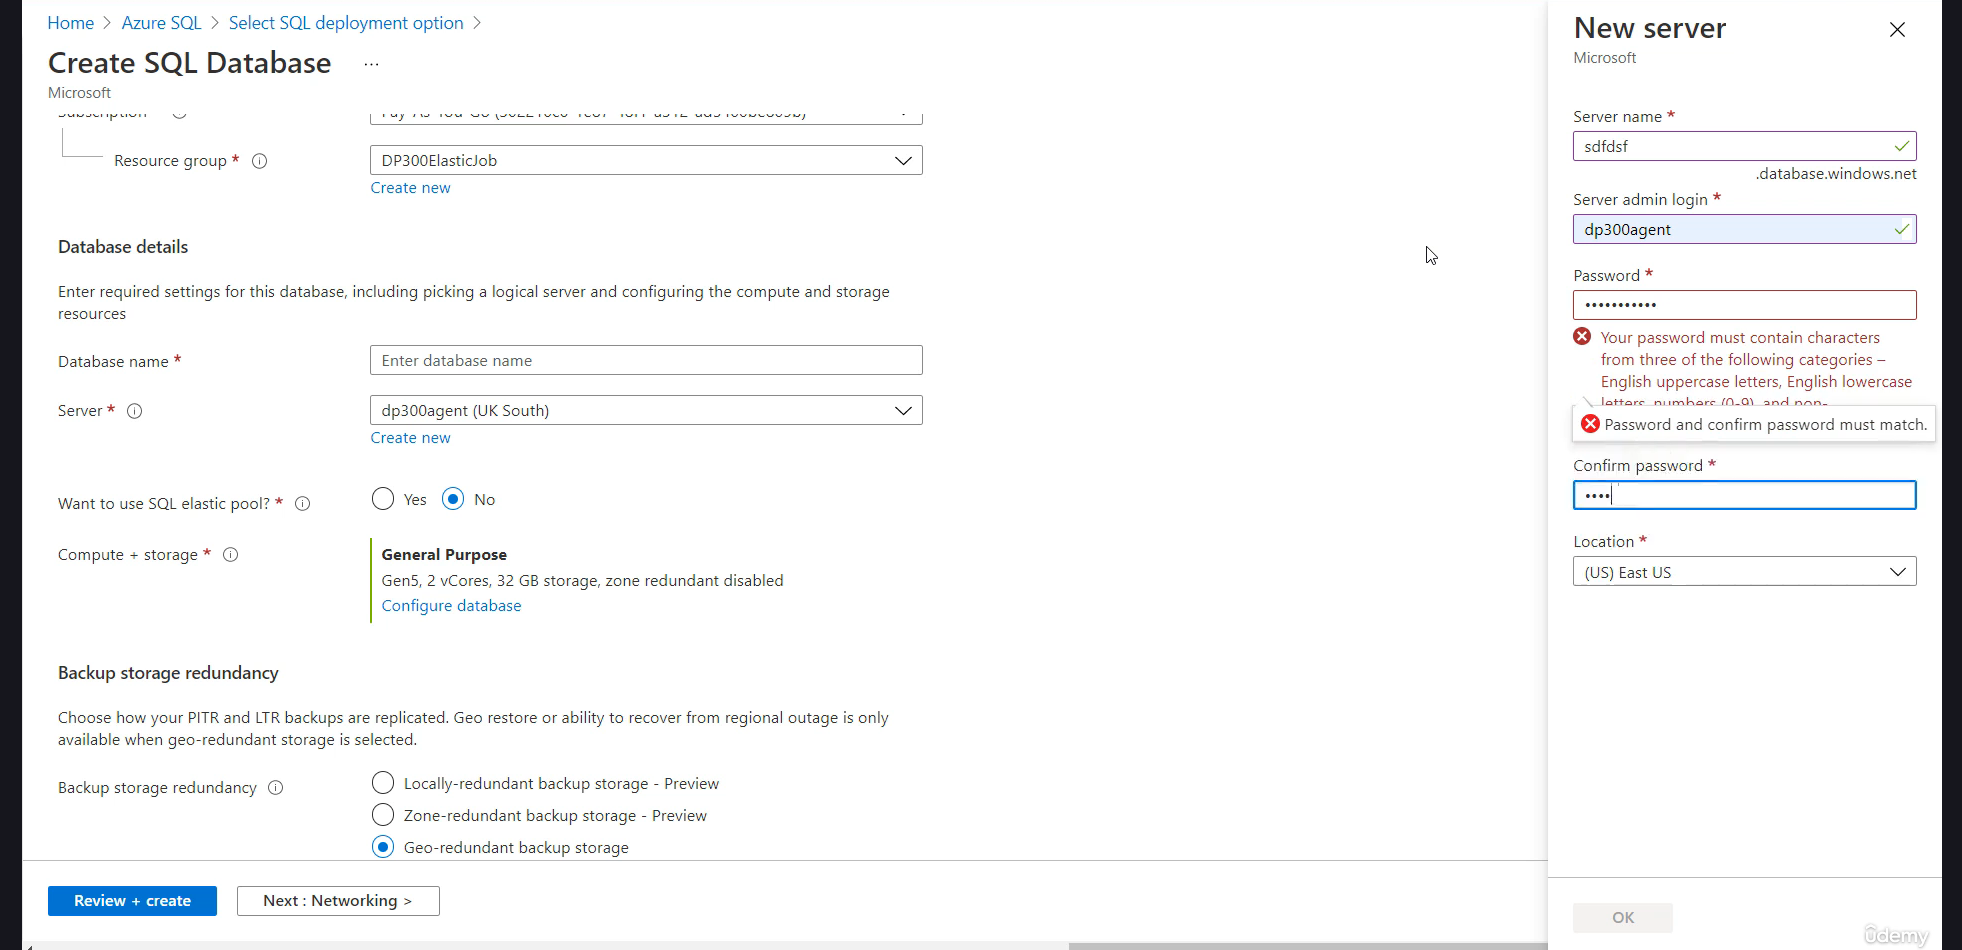 Home > Azure SQL > Select SQL deployment option >
Create SQL Database ...
Microsoft
Subscription
Resource group *
DP300ElasticJob
Create new
Database details
Enter required settings for this database, including picking a logical server and configuring the compute and storage
resources
Database name *
Enter database name
Server *
dp300agent (UK South)
Create new
Want to use SQL elastic pool? *
Yes
No
Compute + storage *
General Purpose
Gen5, 2 vCores, 32 GB storage, zone redundant disabled
Configure database
Backup storage redundancy
Choose how your PITR and LTR backups are replicated. Geo restore or ability to recover from regional outage is only
available when geo-redundant storage is selected.
Backup storage redundancy
Locally-redundant backup storage - Preview
Zone-redundant backup storage - Preview
Geo-redundant backup storage
Review + create
Next : Networking >
New server
Microsoft
Server name *
sdfdsf
.database.windows.net
Server admin login *
dp300agent
Password *
•••••••••••
Your password must contain characters
from three of the following categories –
English uppercase letters, English lowercase
letters, numbers (0-9), and non-
Password and confirm password must match.
Confirm password *
••••
Location *
(US) East US
OK
ûdemy